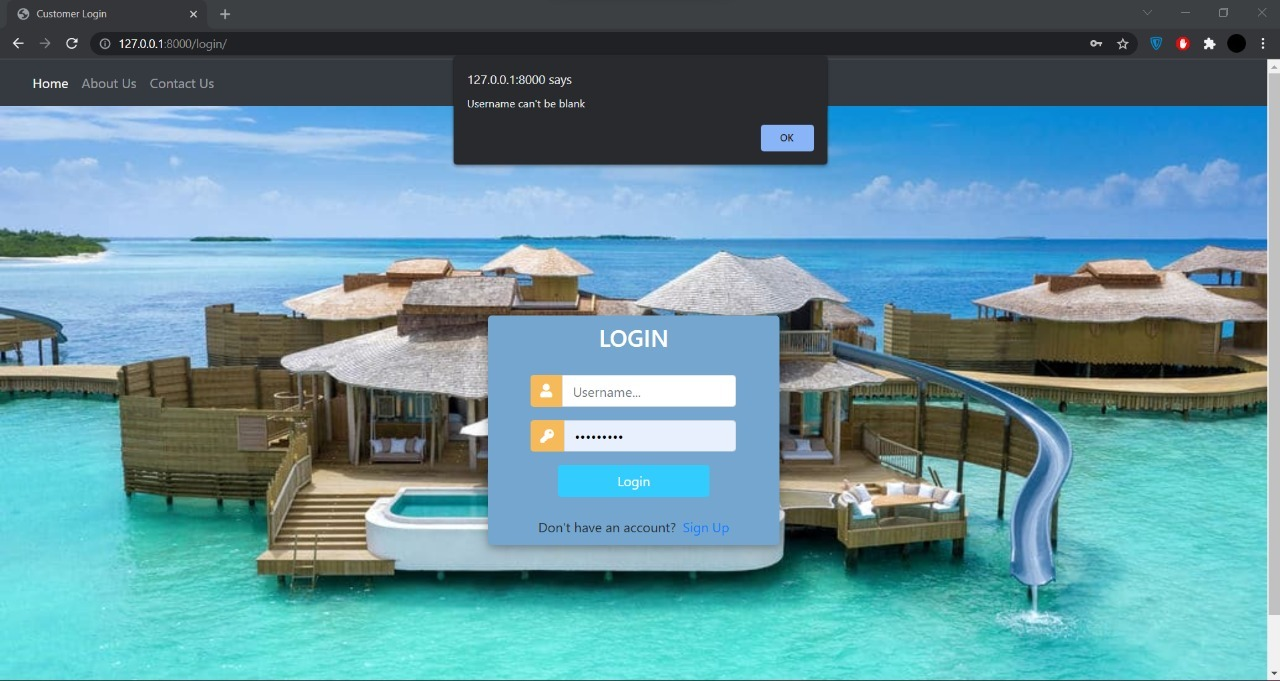 Customer Login
127.0.0.1:8000/login/
Home About Us Contact Us
127.0.0.1:8000 says
Username can't be blank
OK
LOGIN
Username...
•••••••••
Login
Don't have an account? Sign Up